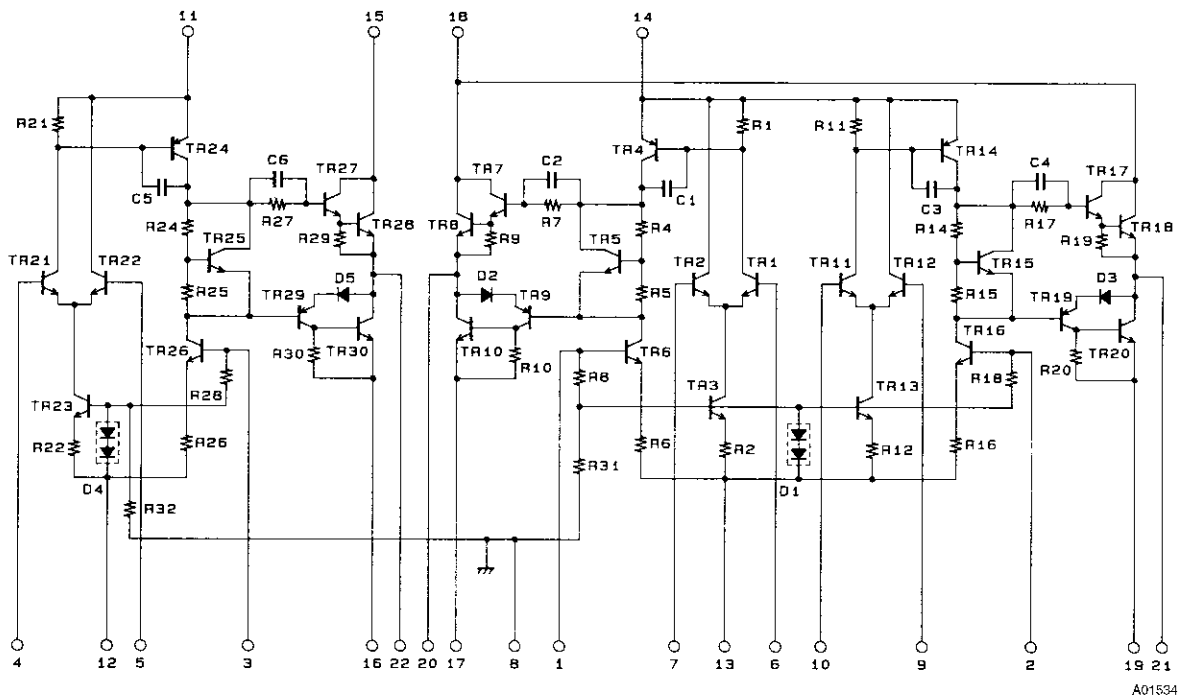 11 15 18 14
R21 R1 R11
TR24 TR4 TR14
C6 TR27 TR7 C2 C4 TR17
C5 R27 TR28 TR8 R7 C1 C3 R17 TR18
R24 R29 R9 R4 R14 R19
TR25 TR5 TR15
TR21 TR22 D5 D2 TR2 TR1 TR11 TR12 D3
R25 TR29 TR9 R5 R15 TR19
TR26 R30 TR30 TR10 R10 TR6 TR16 R20 TR20
R28 R8 R18
TR23 TR3 TR13
R22 R26 R6 R2 R12 R16
D4 R31 D1
R32
4 12 5 3 16 22 20 17 8 1 7 13 6 10 9 2 19 21
A01534